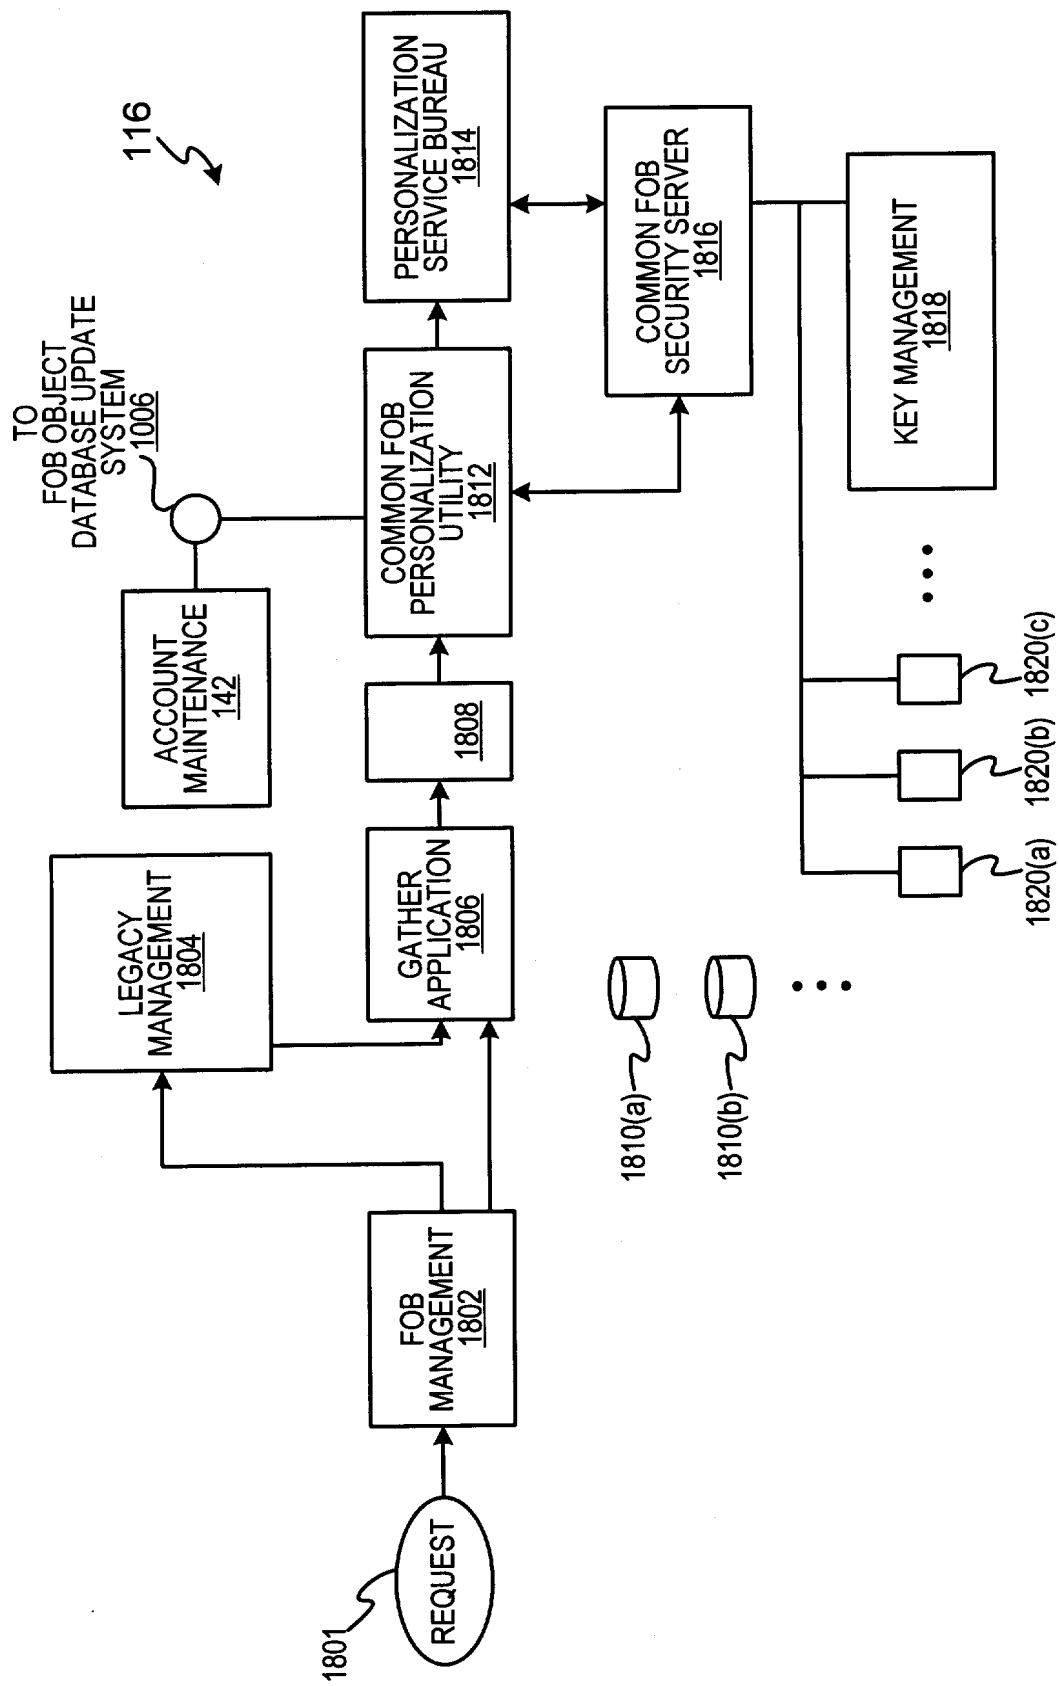 116
TO
FOB OBJECT
DATABASE UPDATE
SYSTEM
1006
ACCOUNT
MAINTENANCE
142
LEGACY
MANAGEMENT
1804
1801
REQUEST
FOB
MANAGEMENT
1802
GATHER
APPLICATION
1806
1808
COMMON FOB
PERSONALIZATION
UTILITY
1812
PERSONALIZATION
SERVICE BUREAU
1814
COMMON FOB
SECURITY SERVER
1816
KEY MANAGEMENT
1818
1810(a)
1810(b)
1820(a)
1820(b)
1820(c)